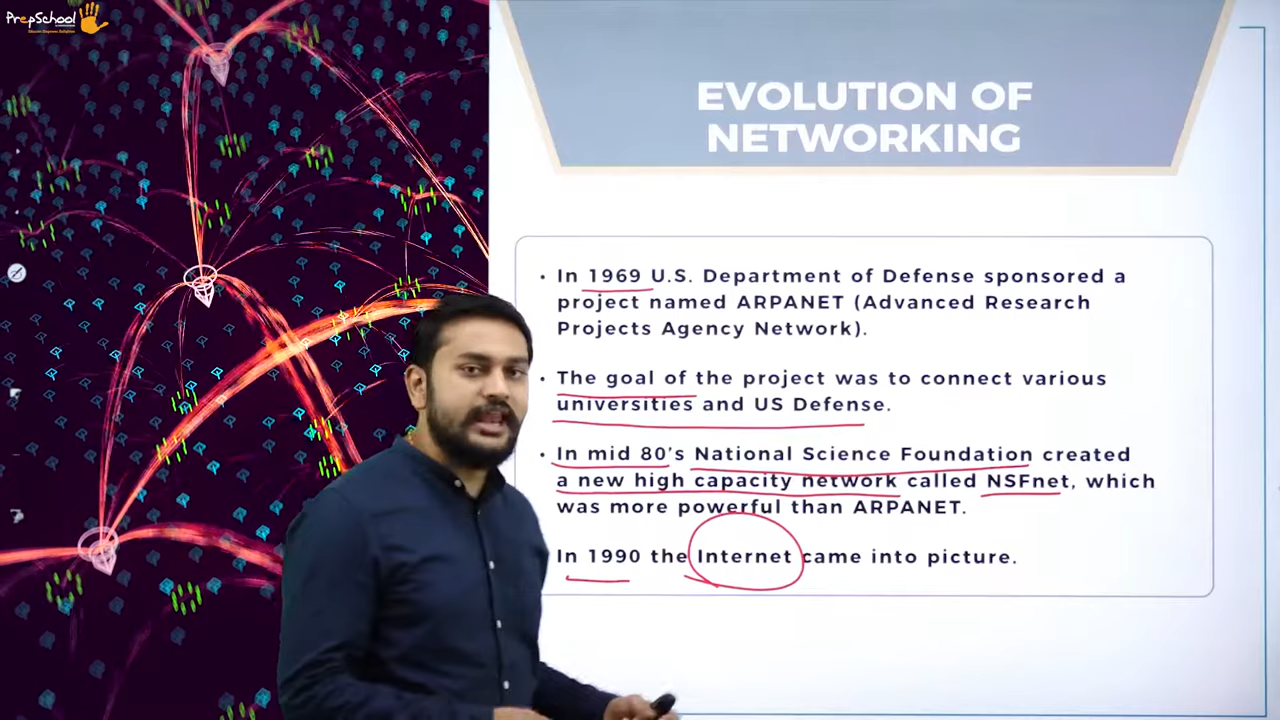 PrepSchool
EVOLUTION OF
NETWORKING
• In 1969 U.S. Department of Defense sponsored a
project named ARPANET (Advanced Research
Projects Agency Network).
• The goal of the project was to connect various
universities and US Defense.
• In mid 80's National Science Foundation created
a new high capacity network called NSFnet, which
was more powerful than ARPANET.
In 1990 the Internet came into picture.